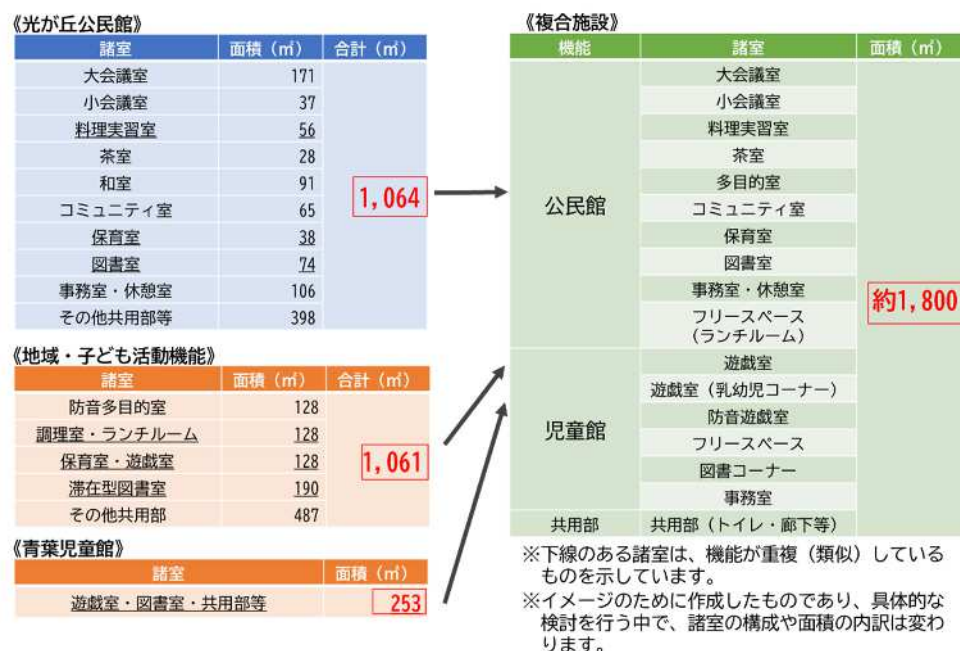 《光が丘公民館》
諸室 面積（㎡） 合計（㎡）
大会議室 171
小会議室 37
料理実習室 56
茶室 28
和室 91
1,064
コミュニティ室 65
保育室 38
図書室 74
事務室・休憩室 106
その他共用部等 398
《地域・子ども活動機能》
諸室 面積（㎡） 合計（㎡）
防音多目的室 128
調理室・ランチルーム 128
保育室・遊戯室 128
1,061
滞在型図書室 190
その他共用部 487
《青葉児童館》
諸室 面積（㎡）
遊戯室・図書室・共用部等 253
《複合施設》
機能 諸室 面積（㎡）
公民館
大会議室
小会議室
料理実習室
茶室
多目的室
コミュニティ室
保育室
図書室
事務室・休憩室
フリースペース
（ランチルーム）
約1,800
児童館
遊戯室
遊戯室（乳幼児コーナー）
防音遊戯室
フリースペース
図書コーナー
事務室
共用部 共用部（トイレ・廊下等）
※下線のある諸室は、機能が重複（類似）している
ものを示しています。
※イメージのために作成したものであり、具体的な
検討を行う中で、諸室の構成や面積の内訳は変わ
ります。